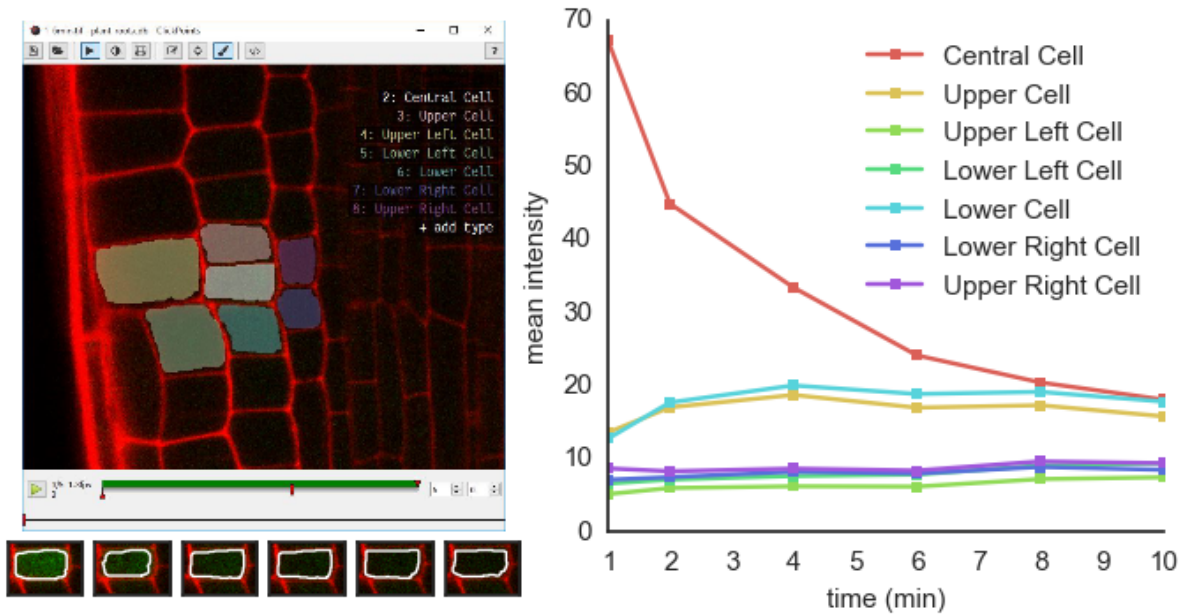 ClickPoints
?
2: Central Cell
3: Upper Cell
4: Upper Left Cell
5: Lower Left Cell
6: Lower Cell
7: Lower Right Cell
8: Upper Right Cell
+ add type
mean intensity
70
60
50
40
30
20
10
0
Central Cell
Upper Cell
Upper Left Cell
Lower Left Cell
Lower Cell
Lower Right Cell
Upper Right Cell
1 2 3 4 5 6 7 8 9 10
time (min)